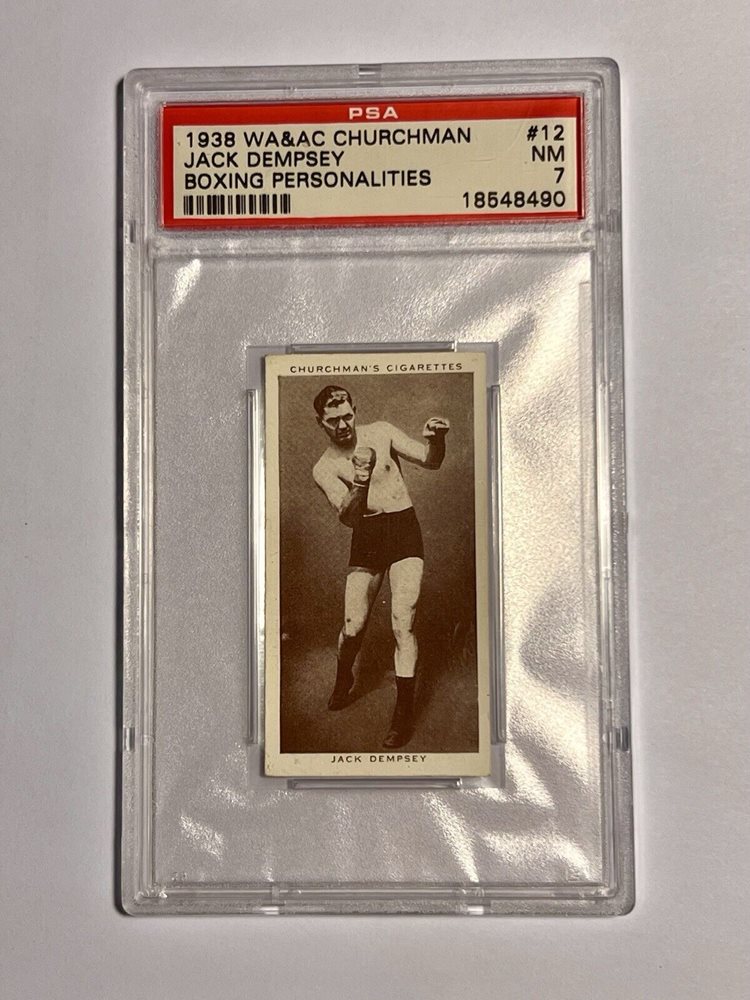 PSA
1938 WA&AC CHURCHMAN #12
JACK DEMPSEY NM
BOXING PERSONALITIES 7
18548490
CHURCHMAN'S CIGARETTES
JACK DEMPSEY